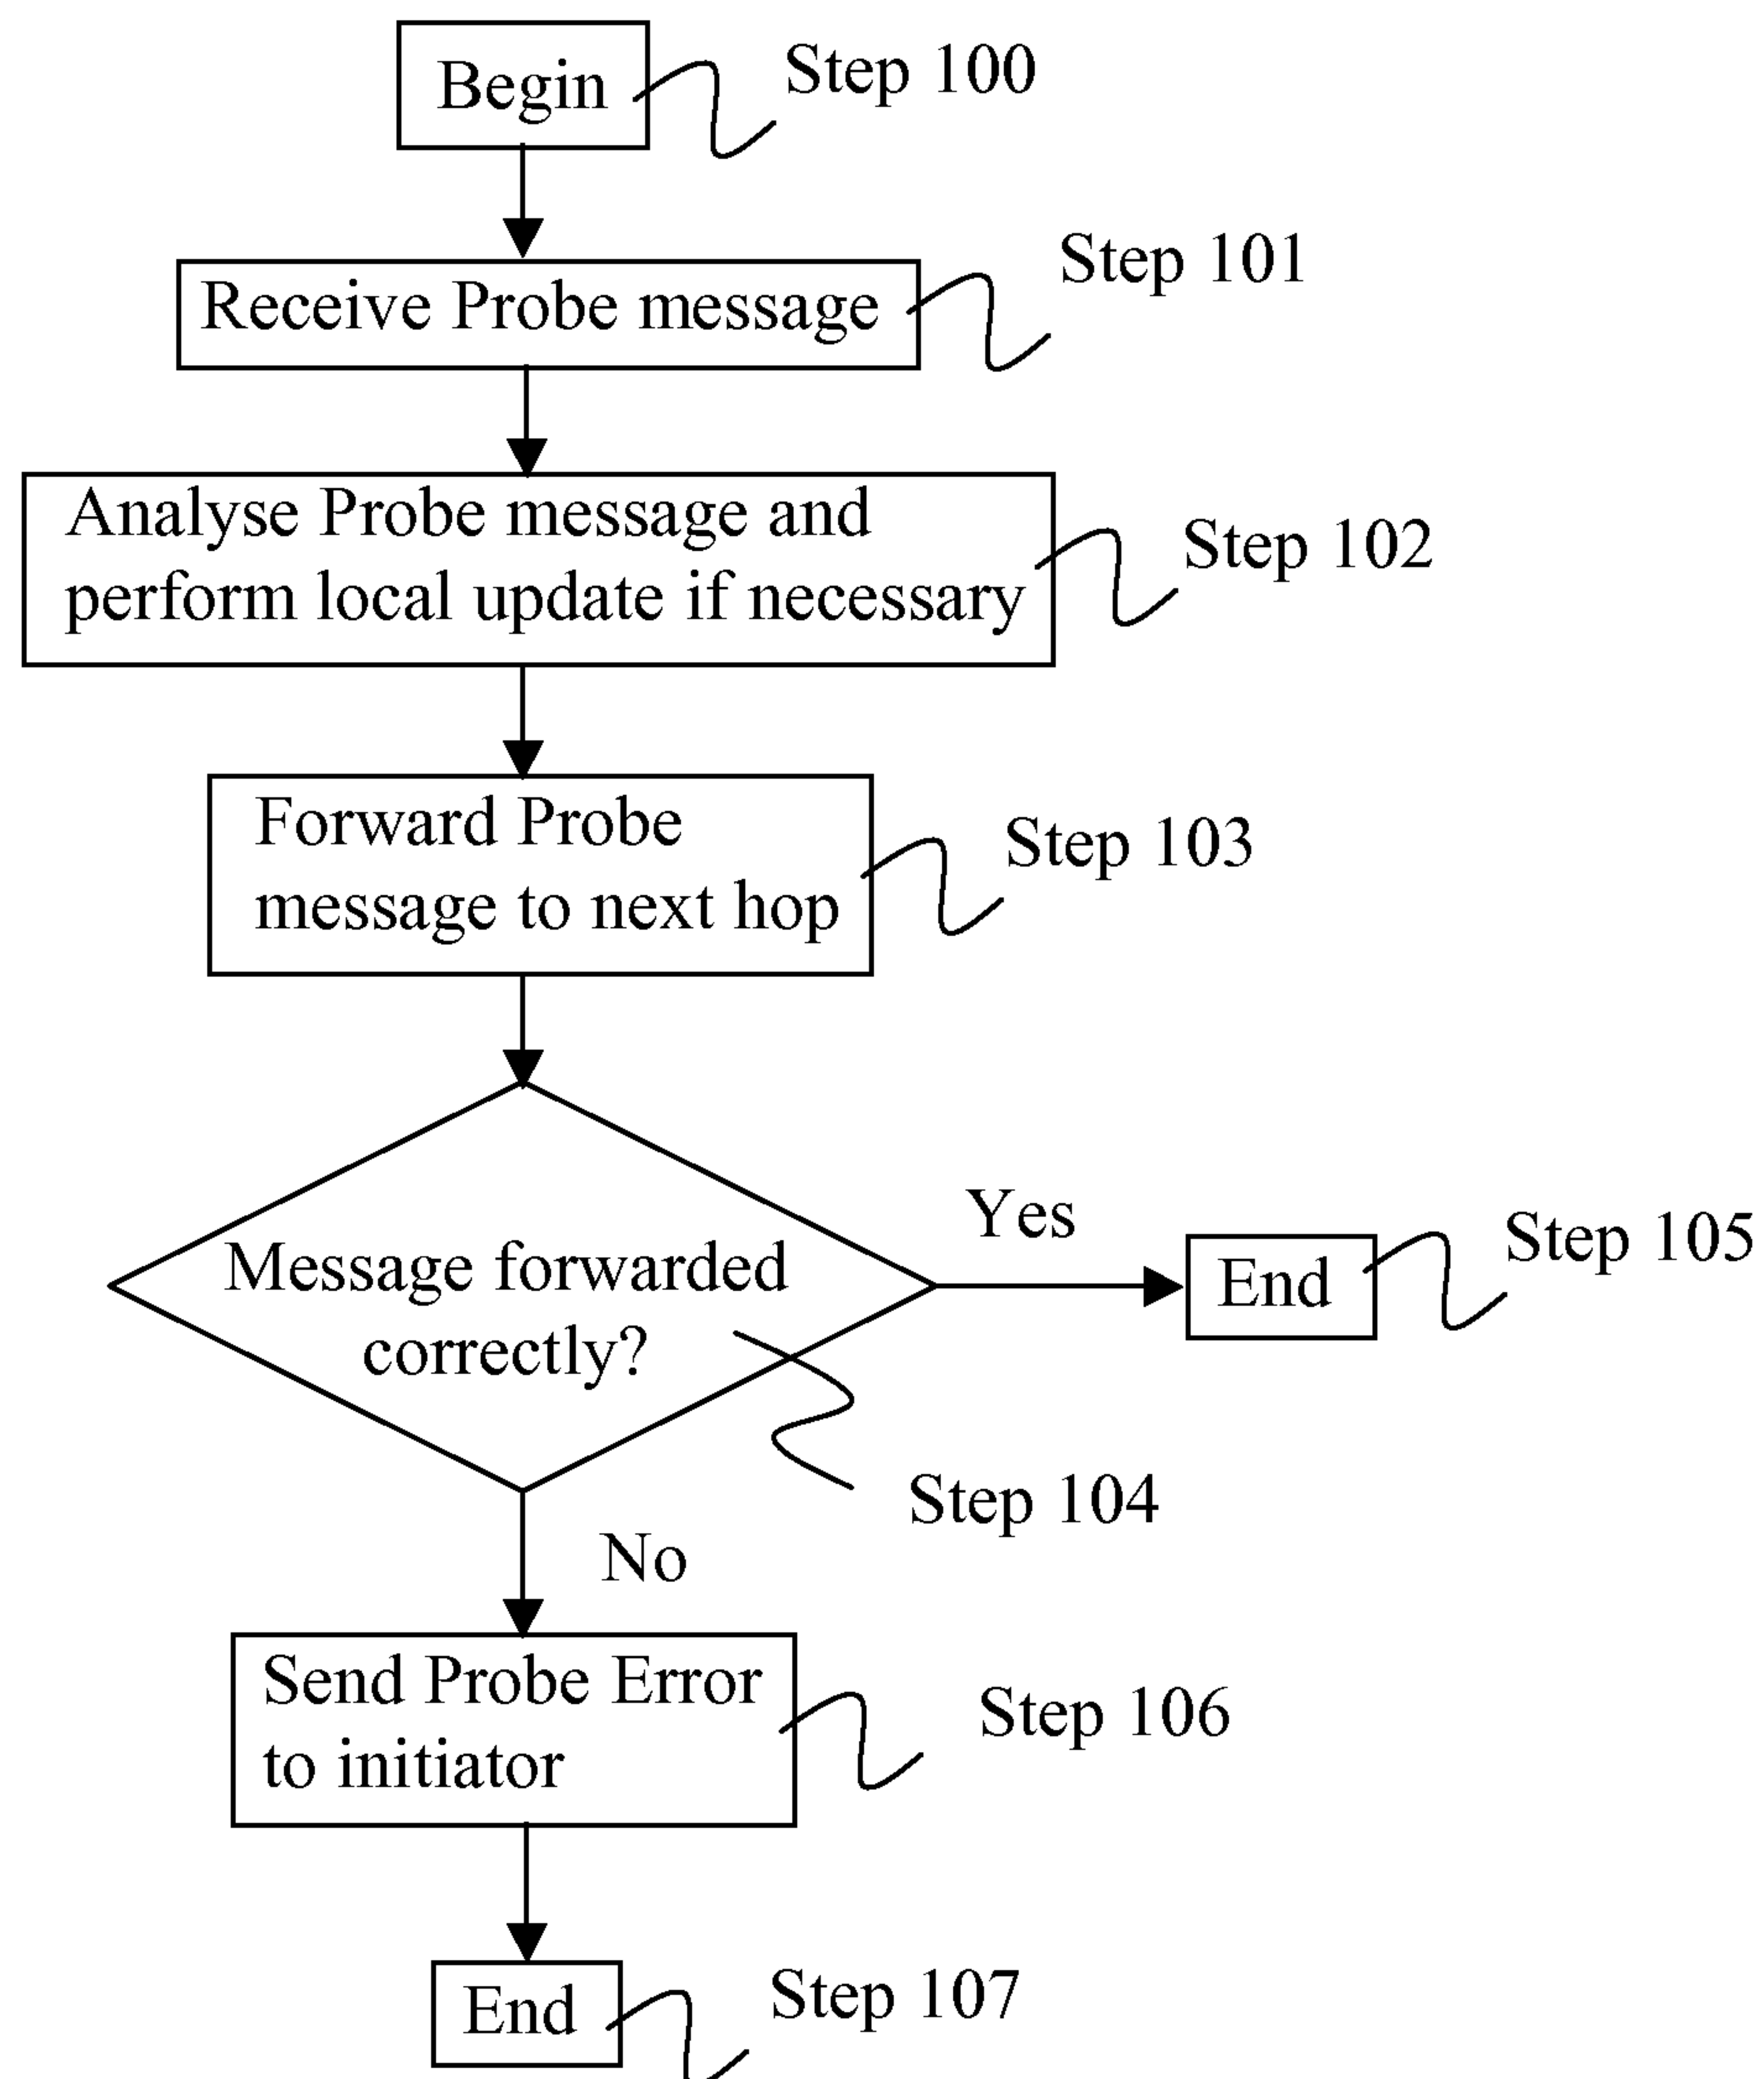 Begin
Step 100
Receive Probe message
Step 101
Analyse Probe message and
perform local update if necessary
Step 102
Forward Probe
message to next hop
Step 103
Message forwarded
correctly?
Step 104
Yes
End
Step 105
No
Send Probe Error
to initiator
Step 106
End
Step 107